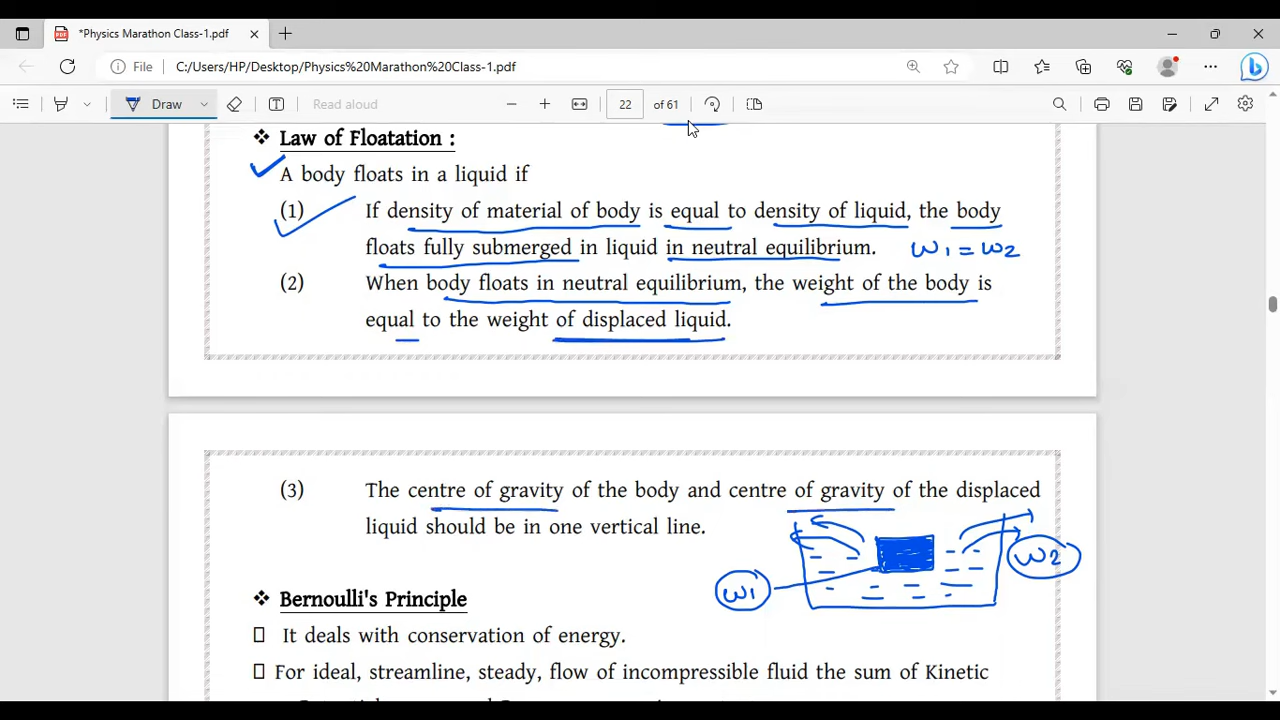 *Physics Marathon Class-1.pdf
File C:/Users/HP/Desktop/Physics%20Marathon%20Class-1.pdf
Draw Read aloud 22 of 61
❖ Law of Floatation :
A body floats in a liquid if
(1) If density of material of body is equal to density of liquid, the body
floats fully submerged in liquid in neutral equilibrium. W1 = W2
(2) When body floats in neutral equilibrium, the weight of the body is
equal to the weight of displaced liquid.
(3) The centre of gravity of the body and centre of gravity of the displaced
liquid should be in one vertical line.
W2
W1
❖ Bernoulli's Principle
It deals with conservation of energy.
For ideal, streamline, steady, flow of incompressible fluid the sum of Kinetic